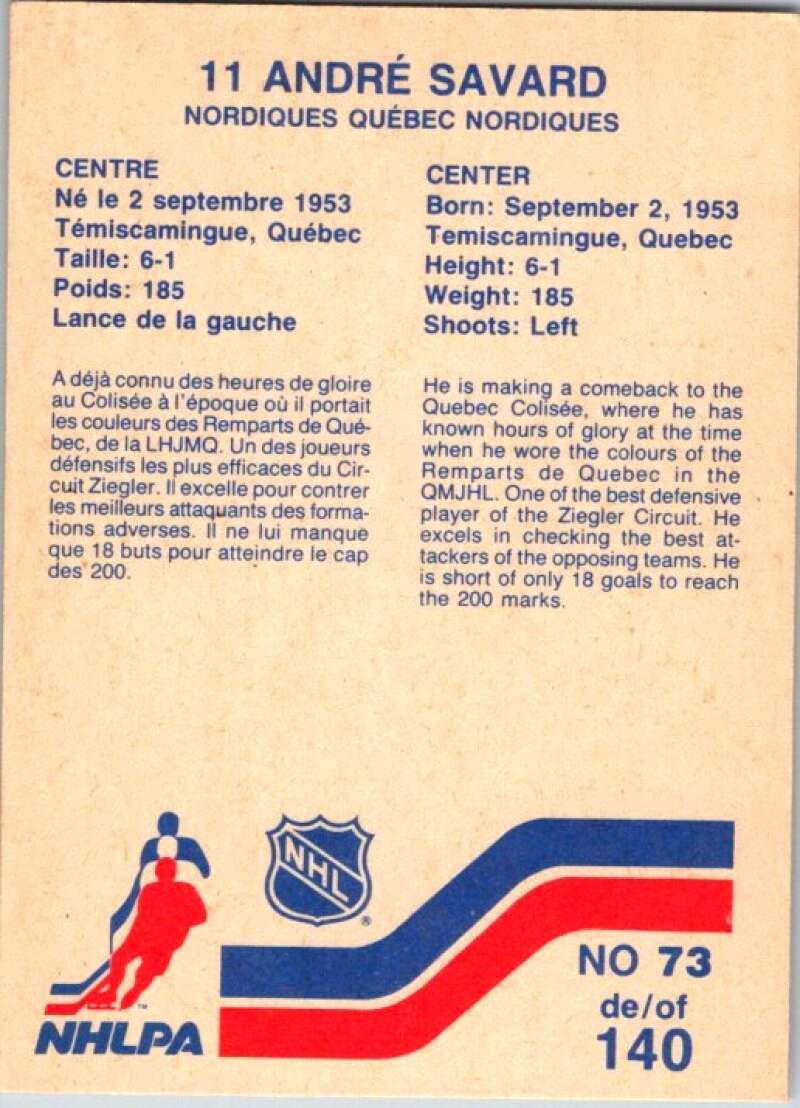 11 ANDRÉ SAVARD
NORDIQUES QUÉBEC NORDIQUES
CENTRE
Né le 2 septembre 1953
Témiscamingue, Québec
Taille: 6-1
Poids: 185
Lance de la gauche
A déjà connu des heures de gloire
au Colisée à l'époque où il portait
les couleurs des Remparts de Qué-
bec, de la LHJMQ. Un des joueurs
défensifs les plus efficaces du Cir-
cuit Ziegler. Il excelle pour contrer
les meilleurs attaquants des forma-
tions adverses. Il ne lui manque
que 18 buts pour atteindre le cap
des 200.
CENTER
Born: September 2, 1953
Temiscamingue, Quebec
Height: 6-1
Weight: 185
Shoots: Left
He is making a comeback to the
Quebec Colisée, where he has
known hours of glory at the time
when he wore the colours of the
Remparts de Quebec in the
QMJHL. One of the best defensive
player of the Ziegler Circuit. He
excels in checking the best at-
tackers of the opposing teams. He
is short of only 18 goals to reach
the 200 marks.
NHL
®
™
NHLPA
NO 73
de/of
140